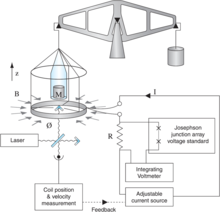 z
B
M
I
Ø
R
Laser
Josephson
junction array
voltage standard
Integrating
Voltmeter
Coil position
& velocity
measurement
Adjustable
current source
Feedback